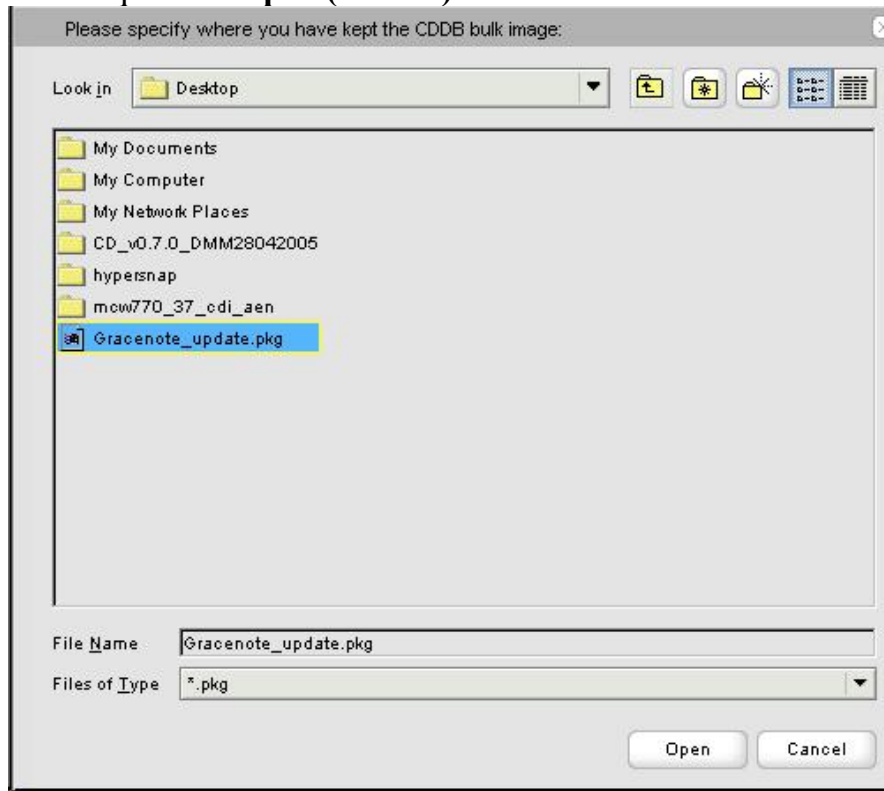 Please specify where you have kept the CDDB bulk image:
Look in Desktop
My Documents
My Computer
My Network Places
CD_v0.7.0_DMM28042005
hypersnap
mcw770_37_cdi_aen
Gracenote_update.pkg
File Name Gracenote_update.pkg
Files of Type *.pkg
Open Cancel